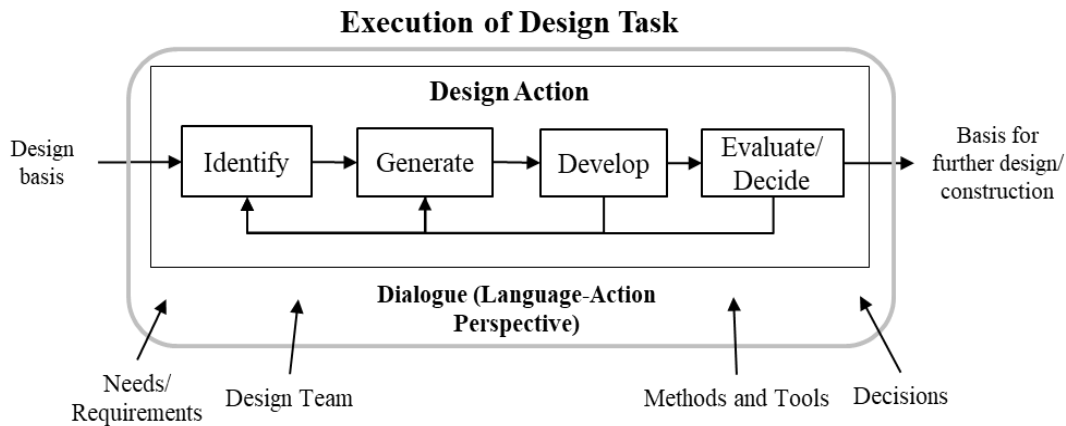 Execution of Design Task
Design Action
Design
basis
Identify
Generate
Develop
Evaluate/
Decide
Basis for
further design/
construction
Dialogue (Language-Action
Perspective)
Needs/
Requirements
Design Team
Methods and Tools
Decisions